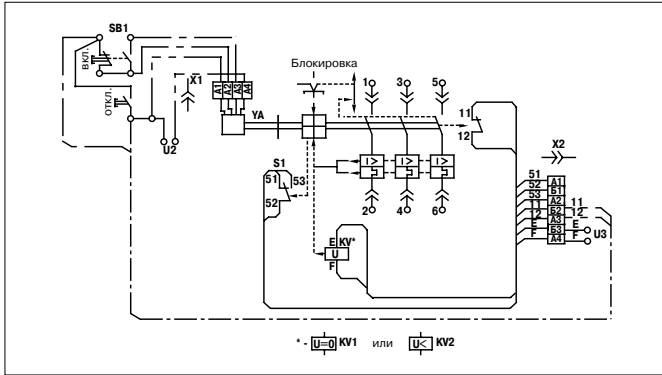 SB1
ВКЛ.
ОТКЛ.
X1
A1 A2 A3 A4
U2
YA
Блокировка
1 3 5
I> I> I>
2 4 6
11
12
S1
51 53
52
E KV*
U
F
X2
51 A1
52 Б1
53 A2
11 Б2 11
12 A3 12
E Б3 E
F A4 F
U3
* - U=0 KV1 или U< KV2